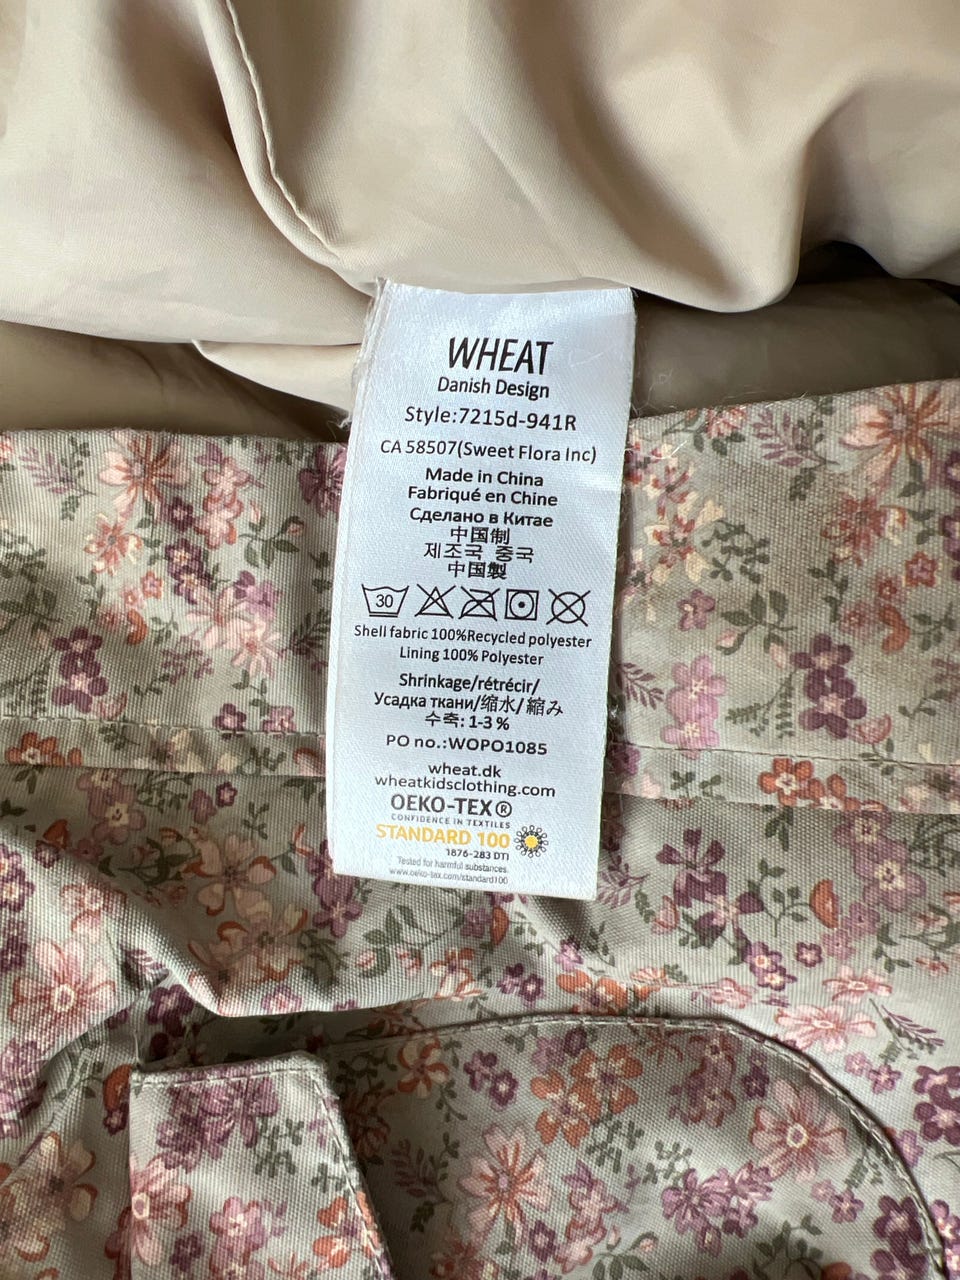 WHEAT
Danish Design
Style:7215d-941R
CA 58507(Sweet Flora Inc)
Made in China
Fabriqué en Chine
Сделано в Китае
中国制
제조국 중국
中国製
30
Shell fabric 100%Recycled polyester
Lining 100% Polyester
Shrinkage/rétrécir/
Усадка ткани/缩水/ 縮み
수축: 1-3 %
PO no.:WOPO1085
wheat.dk
wheatkidsclothing.com
OEKO-TEX®
CONFIDENCE IN TEXTILES
STANDARD 100
1876-283 DTI
Tested for harmful substances.
www.oeko-tex.com/standard100